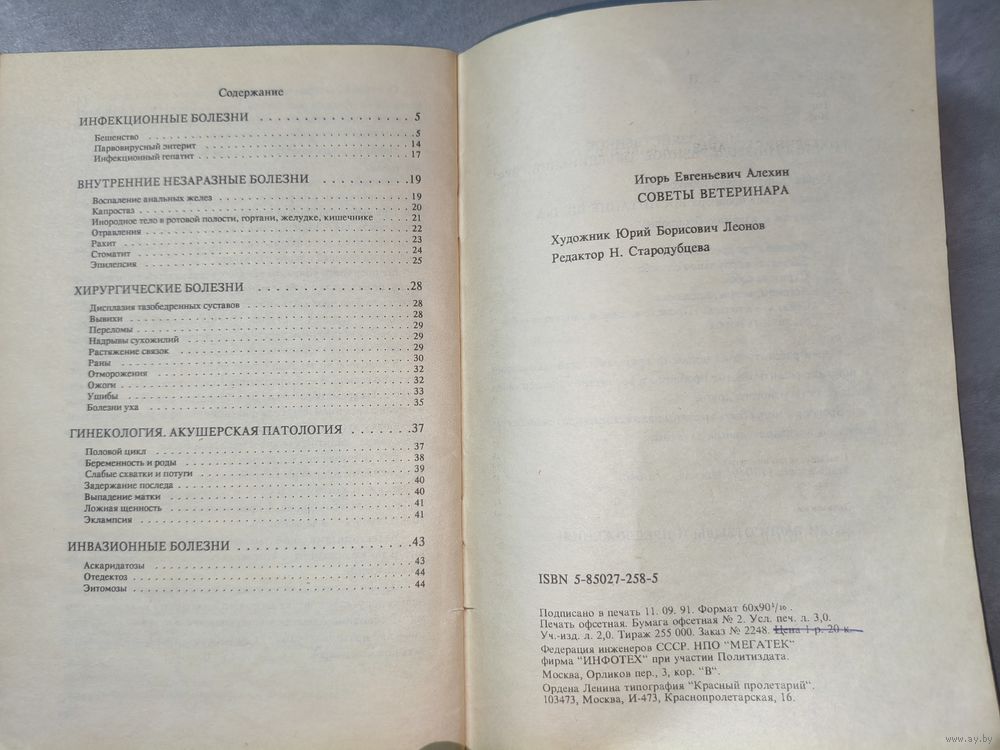 Содержание
ИНФЕКЦИОННЫЕ БОЛЕЗНИ . . . . . . . . . . . . . . . . 5
Бешенство . . . . . . . . . . . . . . . . . . . . . . 5
Парвовирусный энтерит . . . . . . . . . . . . . . . . 14
Инфекционный гепатит . . . . . . . . . . . . . . . . 17
ВНУТРЕННИЕ НЕЗАРАЗНЫЕ БОЛЕЗНИ . . . . . . . . . .19
Воспаление анальных желез . . . . . . . . . . . . . . 19
Капростаз . . . . . . . . . . . . . . . . . . . . . . 20
Инородное тело в ротовой полости, гортани, желудке, кишечнике . . . . 21
Отравления . . . . . . . . . . . . . . . . . . . . . 22
Рахит . . . . . . . . . . . . . . . . . . . . . . . . 23
Стоматит . . . . . . . . . . . . . . . . . . . . . . 24
Эпилепсия . . . . . . . . . . . . . . . . . . . . . . 25
ХИРУРГИЧЕСКИЕ БОЛЕЗНИ . . . . . . . . . . . . . . .28
Дисплазия тазобедренных суставов . . . . . . . . . . 28
Вывихи . . . . . . . . . . . . . . . . . . . . . . . 28
Переломы . . . . . . . . . . . . . . . . . . . . . . 29
Надрывы сухожилий . . . . . . . . . . . . . . . . . . 29
Растяжение связок . . . . . . . . . . . . . . . . . . 29
Раны . . . . . . . . . . . . . . . . . . . . . . . . 30
Отморожения . . . . . . . . . . . . . . . . . . . . . 32
Ожоги . . . . . . . . . . . . . . . . . . . . . . . . 32
Ушибы . . . . . . . . . . . . . . . . . . . . . . . . 33
Болезни уха . . . . . . . . . . . . . . . . . . . . . 35
ГИНЕКОЛОГИЯ. АКУШЕРСКАЯ ПАТОЛОГИЯ . . . . . . .37
Половой цикл . . . . . . . . . . . . . . . . . . . . 37
Беременность и роды . . . . . . . . . . . . . . . . . 38
Слабые схватки и потуги . . . . . . . . . . . . . . . 39
Задержание последа . . . . . . . . . . . . . . . . . 40
Выпадение матки . . . . . . . . . . . . . . . . . . . 40
Ложная щенность . . . . . . . . . . . . . . . . . . . 41
Эклампсия . . . . . . . . . . . . . . . . . . . . . . 41
ИНВАЗИОННЫЕ БОЛЕЗНИ . . . . . . . . . . . . . . . .43
Аскаридатозы . . . . . . . . . . . . . . . . . . . . 43
Отедектоз . . . . . . . . . . . . . . . . . . . . . . 44
Энтомозы . . . . . . . . . . . . . . . . . . . . . . 44
Игорь Евгеньевич Алехин
СОВЕТЫ ВЕТЕРИНАРА
Художник Юрий Борисович Леонов
Редактор Н. Стародубцева
ISBN 5-85027-258-5
Подписано в печать 11. 09. 91. Формат 60х90¹/₁₆ .
Печать офсетная. Бумага офсетная № 2. Усл. печ. л. 3,0.
Уч.-изд. л. 2,0. Тираж 255 000. Заказ № 2248. Цена 1 р. 20 к.
Федерация инженеров СССР. НПО "МЕГАТЕК"
фирма "ИНФОТЕХ" при участии Политиздата.
Москва, Орликов пер., 3, кор. "В".
Ордена Ленина типография "Красный пролетарий".
103473, Москва, И-473, Краснопролетарская, 16.
www.ay.by